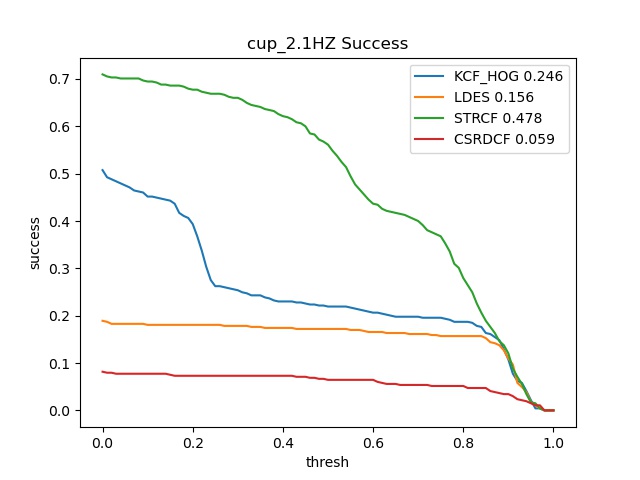 cup_2.1HZ Success
KCF_HOG 0.246
LDES 0.156
STRCF 0.478
CSRDCF 0.059
success
0.7
0.6
0.5
0.4
0.3
0.2
0.1
0.0
0.0 0.2 0.4 0.6 0.8 1.0
thresh